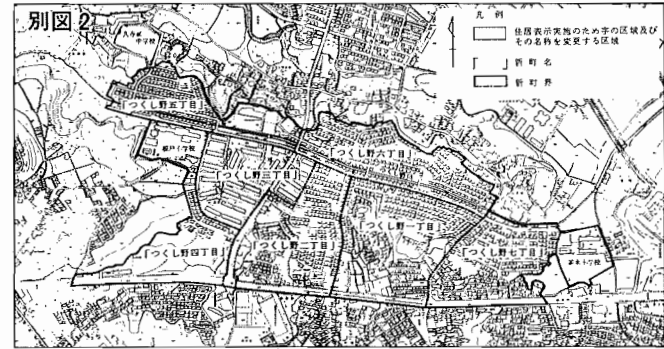 別図2
凡例
住居表示実施のため字の区域及び
その名称を変更する区域
「 」 新町名
新町界
「つくし野五丁目」
「つくし野六丁目」
「つくし野三丁目」
「つくし野四丁目」
「つくし野二丁目」
「つくし野一丁目」
「つくし野七丁目」